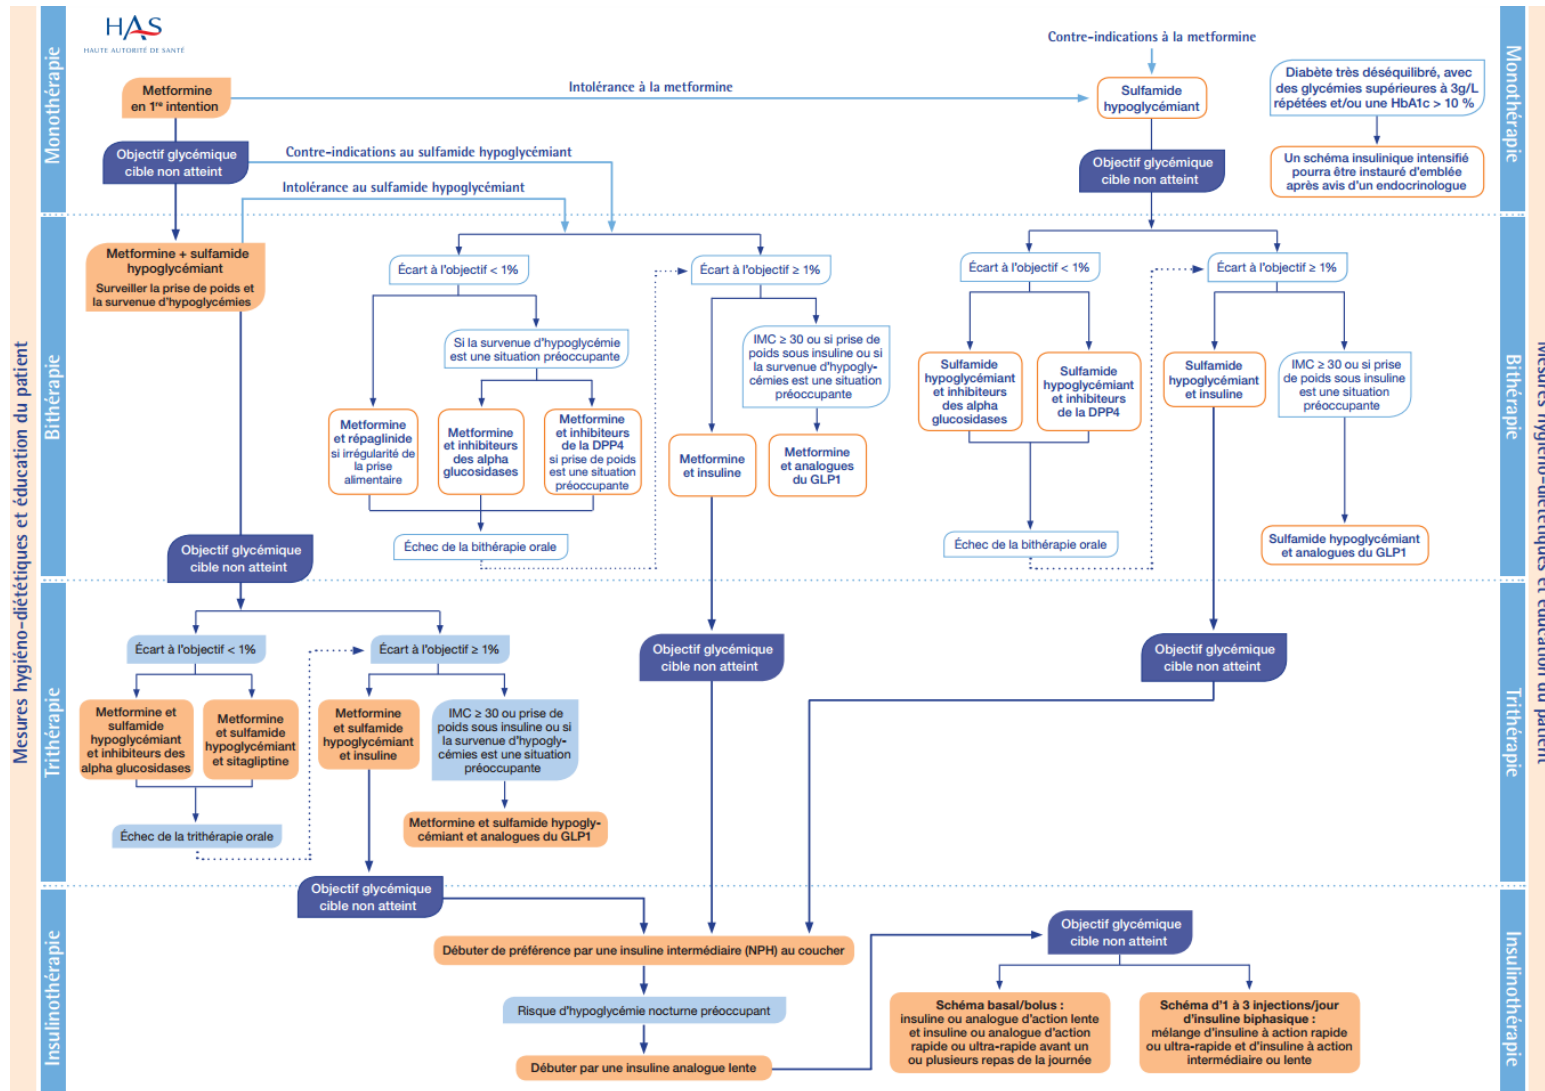 HAS
HAUTE AUTORITÉ DE SANTÉ
Mesures hygiéno-diététiques et éducation du patient
Monothérapie
Metformine
en 1re intention
Intolérance à la metformine
Contre-indications à la metformine
Sulfamide
hypoglycémiant
Diabète très déséquilibré, avec
des glycémies supérieures à 3g/L
répétées et/ou une HbA1c > 10 %
Un schéma insulinique intensifié
pourra être instauré d'emblée
après avis d'un endocrinologue
Objectif glycémique
cible non atteint
Contre-indications au sulfamide hypoglycémiant
Intolérance au sulfamide hypoglycémiant
Objectif glycémique
cible non atteint
Monothérapie
Bithérapie
Metformine + sulfamide
hypoglycémiant
Surveiller la prise de poids et
la survenue d'hypoglycémies
Écart à l'objectif < 1%
Écart à l'objectif ≥ 1%
Si la survenue d'hypoglycémie
est une situation préoccupante
IMC ≥ 30 ou si prise de
poids sous insuline ou si
la survenue d'hypogly-
cémies est une situation
préoccupante
Metformine
et répaglinide
si irrégularité de
la prise
alimentaire
Metformine
et inhibiteurs
des alpha
glucosidases
Metformine
et inhibiteurs
de la DPP4
si prise de poids
est une situation
préoccupante
Metformine
et insuline
Metformine
et analogues
du GLP1
Échec de la bithérapie orale
Écart à l'objectif < 1%
Écart à l'objectif ≥ 1%
Sulfamide
hypoglycémiant
et inhibiteurs
des alpha
glucosidases
Sulfamide
hypoglycémiant
et inhibiteurs
de la DPP4
Sulfamide
hypoglycémiant
et insuline
IMC ≥ 30 ou si prise
de poids sous insuline
est une situation
préoccupante
Échec de la bithérapie orale
Sulfamide hypoglycémiant
et analogues du GLP1
Objectif glycémique
cible non atteint
Bithérapie
Trithérapie
Écart à l'objectif < 1%
Écart à l'objectif ≥ 1%
Objectif glycémique
cible non atteint
Objectif glycémique
cible non atteint
Metformine et
sulfamide
hypoglycémiant
et inhibiteurs des
alpha glucosidases
Metformine
et sulfamide
hypoglycémiant
et sitagliptine
Metformine
et sulfamide
hypoglycémiant
et insuline
IMC ≥ 30 ou prise de
poids sous insuline ou si
la survenue d'hypogly-
cémies est une situation
préoccupante
Échec de la trithérapie orale
Metformine et sulfamide hypogly-
cémiant et analogues du GLP1
Trithérapie
Insulinothérapie
Objectif glycémique
cible non atteint
Débuter de préférence par une insuline intermédiaire (NPH) au coucher
Risque d'hypoglycémie nocturne préoccupant
Débuter par une insuline analogue lente
Objectif glycémique
cible non atteint
Schéma basal/bolus :
insuline ou analogue d'action lente
et insuline ou analogue d'action
rapide ou ultra-rapide avant un
ou plusieurs repas de la journée
Schéma d'1 à 3 injections/jour
d'insuline biphasique :
mélange d'insuline à action rapide
ou ultra-rapide et d'insuline à action
intermédiaire ou lente
Insulinothérapie
Mesures hygiéno-diététiques et éducation du patient